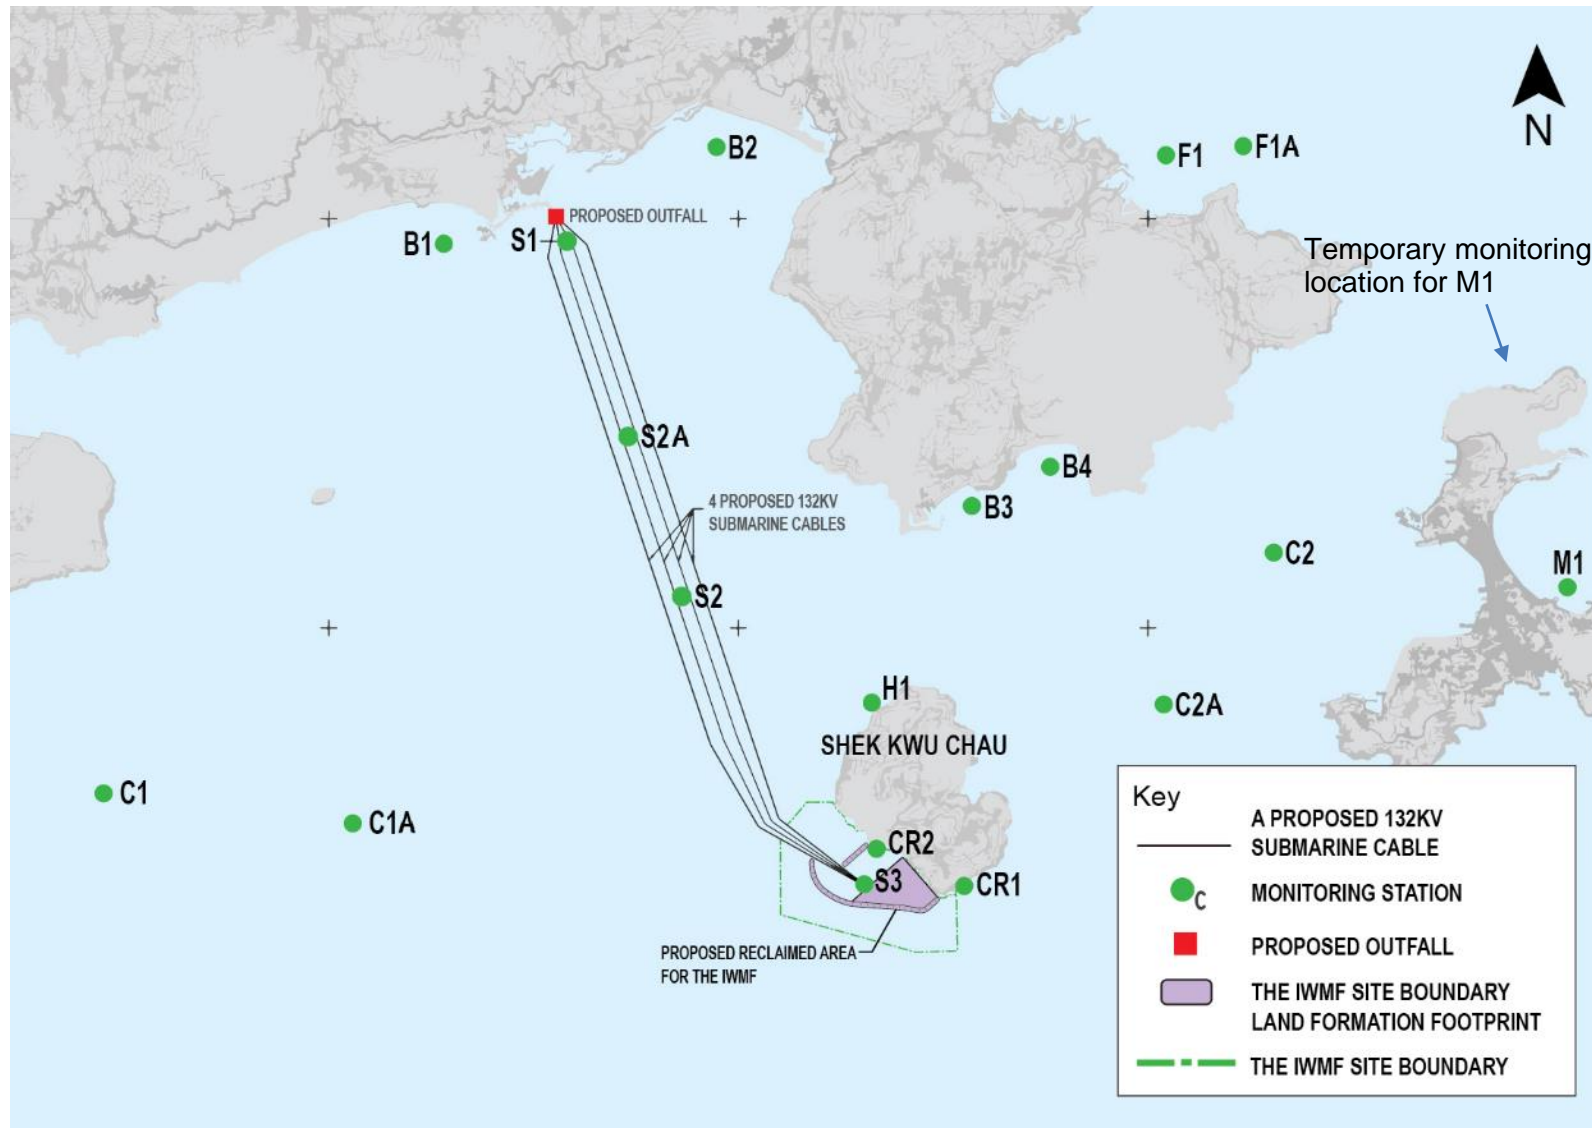 N
B2
F1
F1A
PROPOSED OUTFALL
B1
S1
Temporary monitoring
location for M1
S2A
B4
B3
4 PROPOSED 132KV
SUBMARINE CABLES
C2
M1
S2
H1
C2A
SHEK KWU CHAU
C1
C1A
CR2
S3
CR1
PROPOSED RECLAIMED AREA
FOR THE IWMF
Key
A PROPOSED 132KV
SUBMARINE CABLE
C
MONITORING STATION
PROPOSED OUTFALL
THE IWMF SITE BOUNDARY
LAND FORMATION FOOTPRINT
THE IWMF SITE BOUNDARY